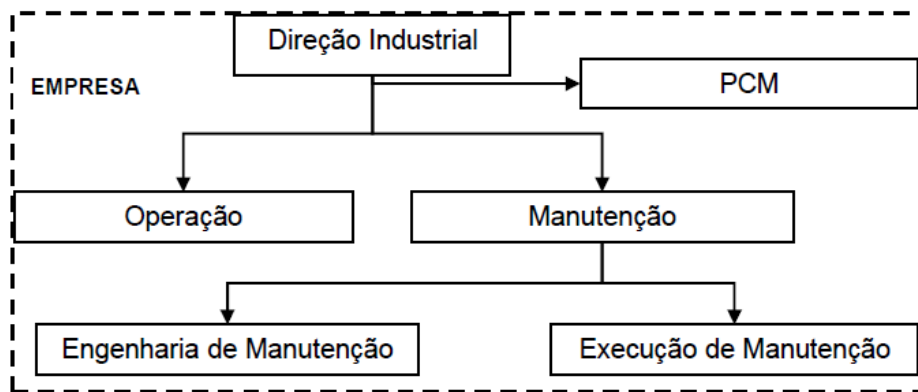 Direção Industrial
EMPRESA
PCM
Operação
Manutenção
Engenharia de Manutenção
Execução de Manutenção